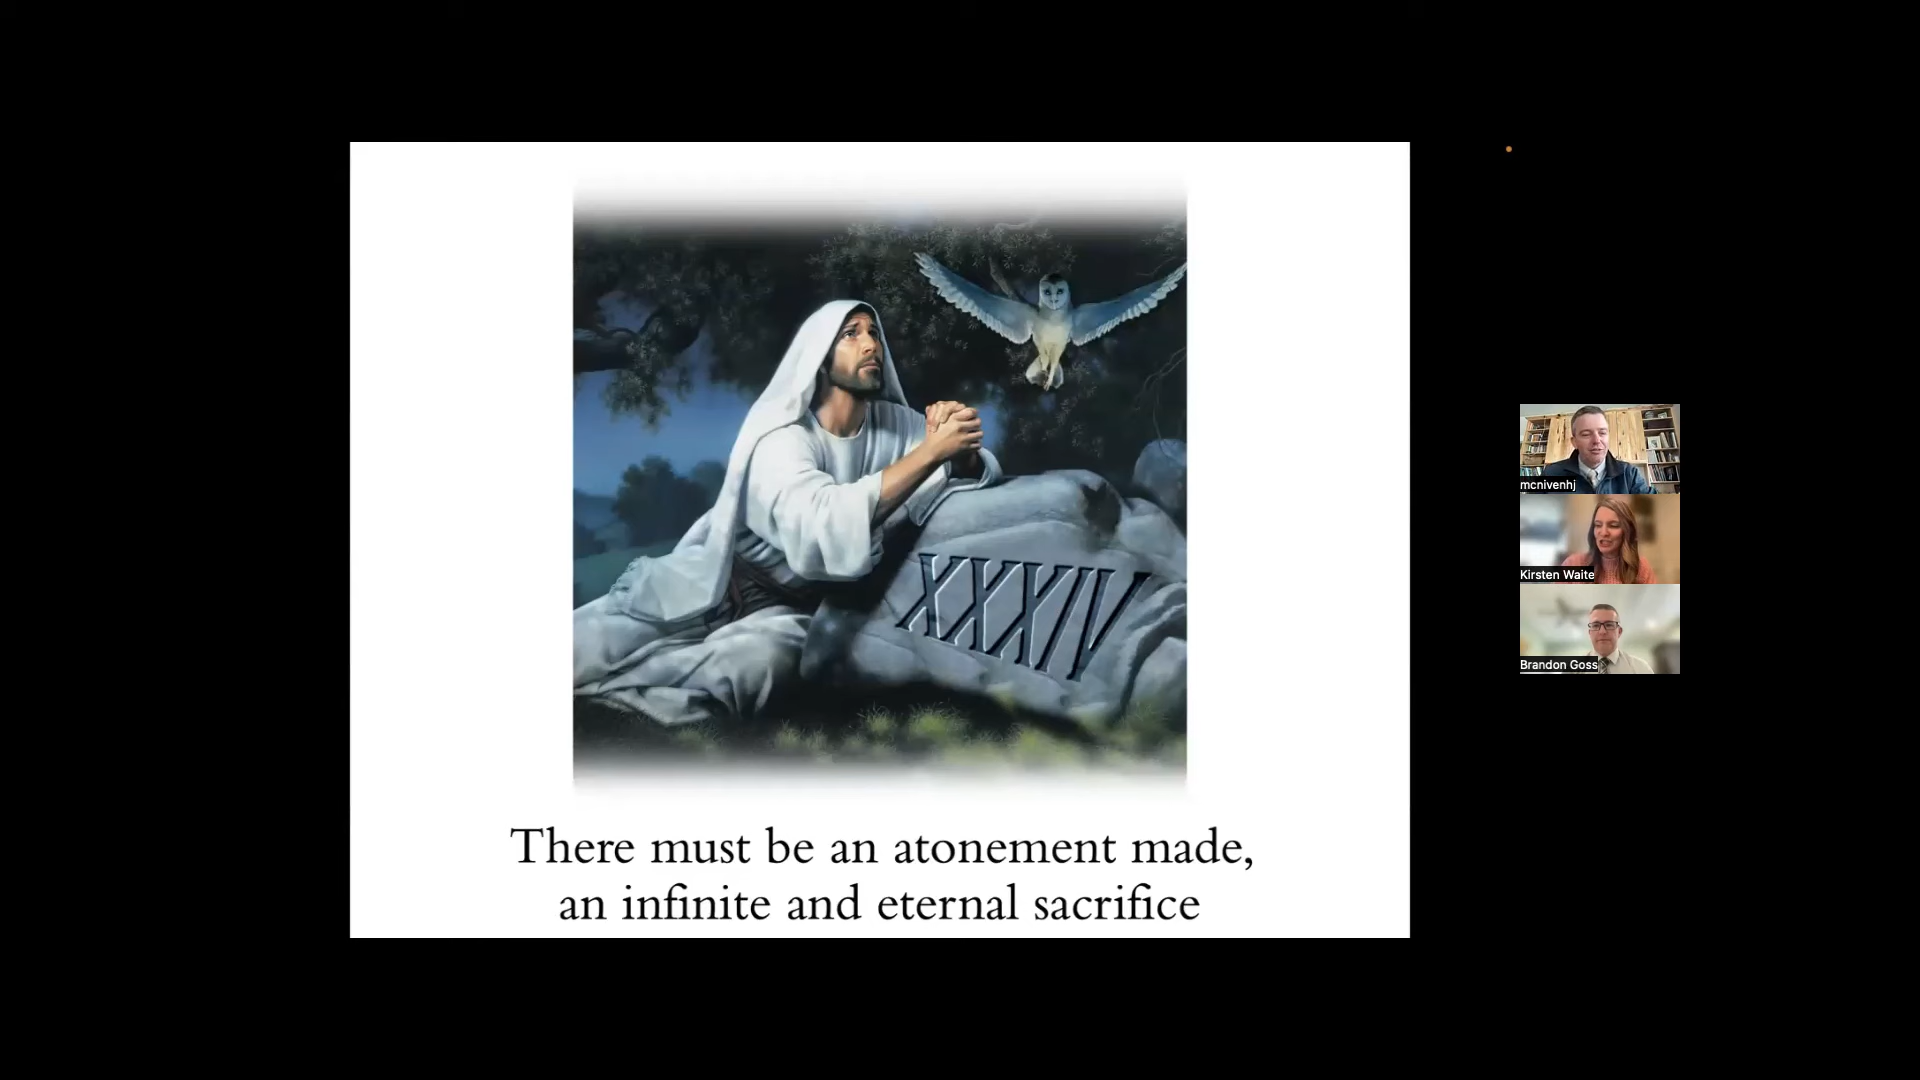 XXXIV
There must be an atonement made,
an infinite and eternal sacrifice
mcnivenhj
Kirsten Waite
Brandon Goss